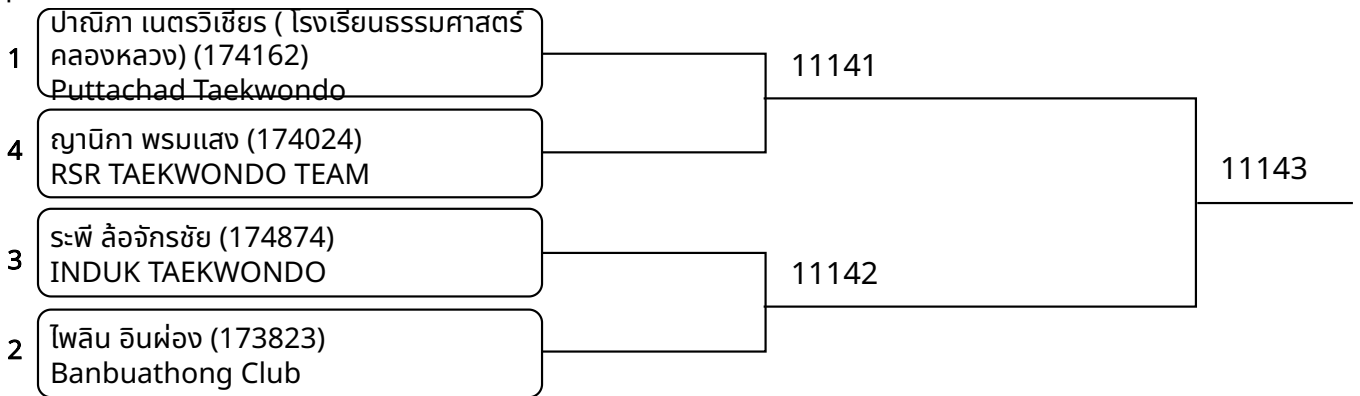 1
ปาณิภา เนตรวิเชียร ( โรงเรียนธรรมศาสตร์
คลองหลวง) (174162)
Puttachad Taekwondo
11141
4
ญานิกา พรมแสง (174024)
RSR TAEKWONDO TEAM
11143
3
ระพี ล้อจักรชัย (174874)
INDUK TAEKWONDO
11142
2
ไพลิน อินผ่อง (173823)
Banbuathong Club